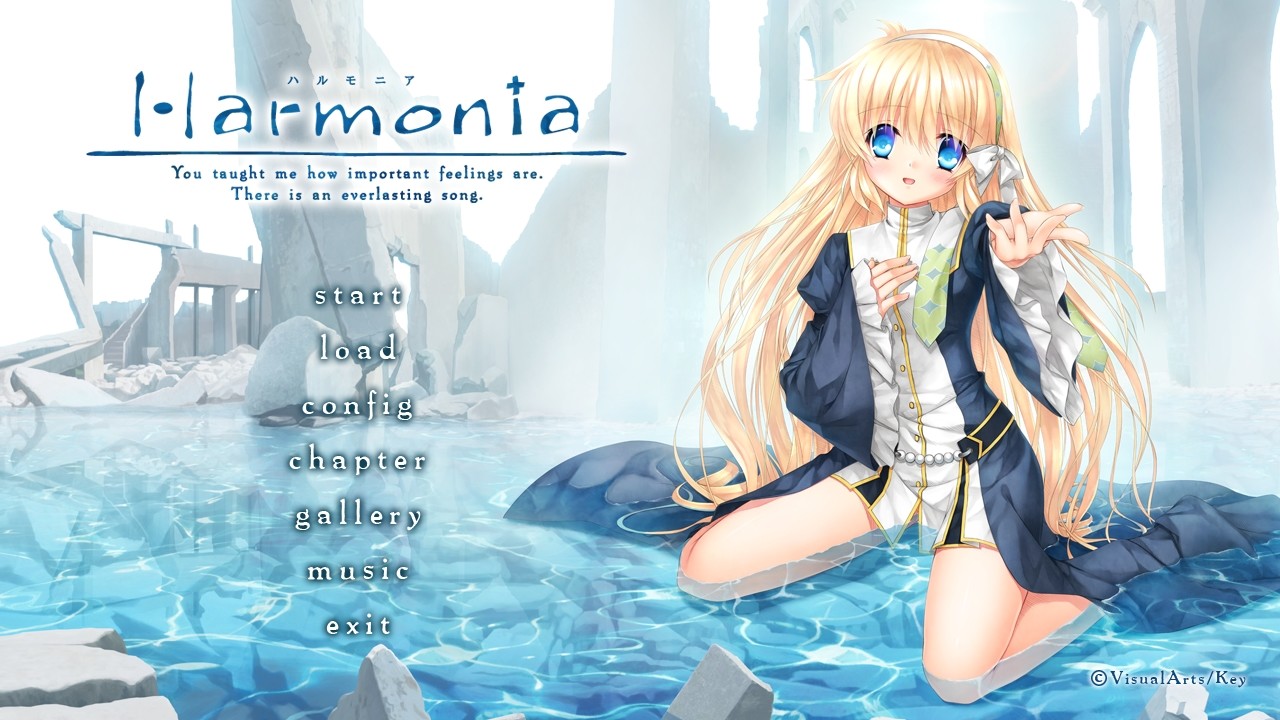 ハルモニア
Harmonia
You taught me how important feelings are.
There is an everlasting song.
start
load
config
chapter
gallery
music
exit
©VisualArts/Key